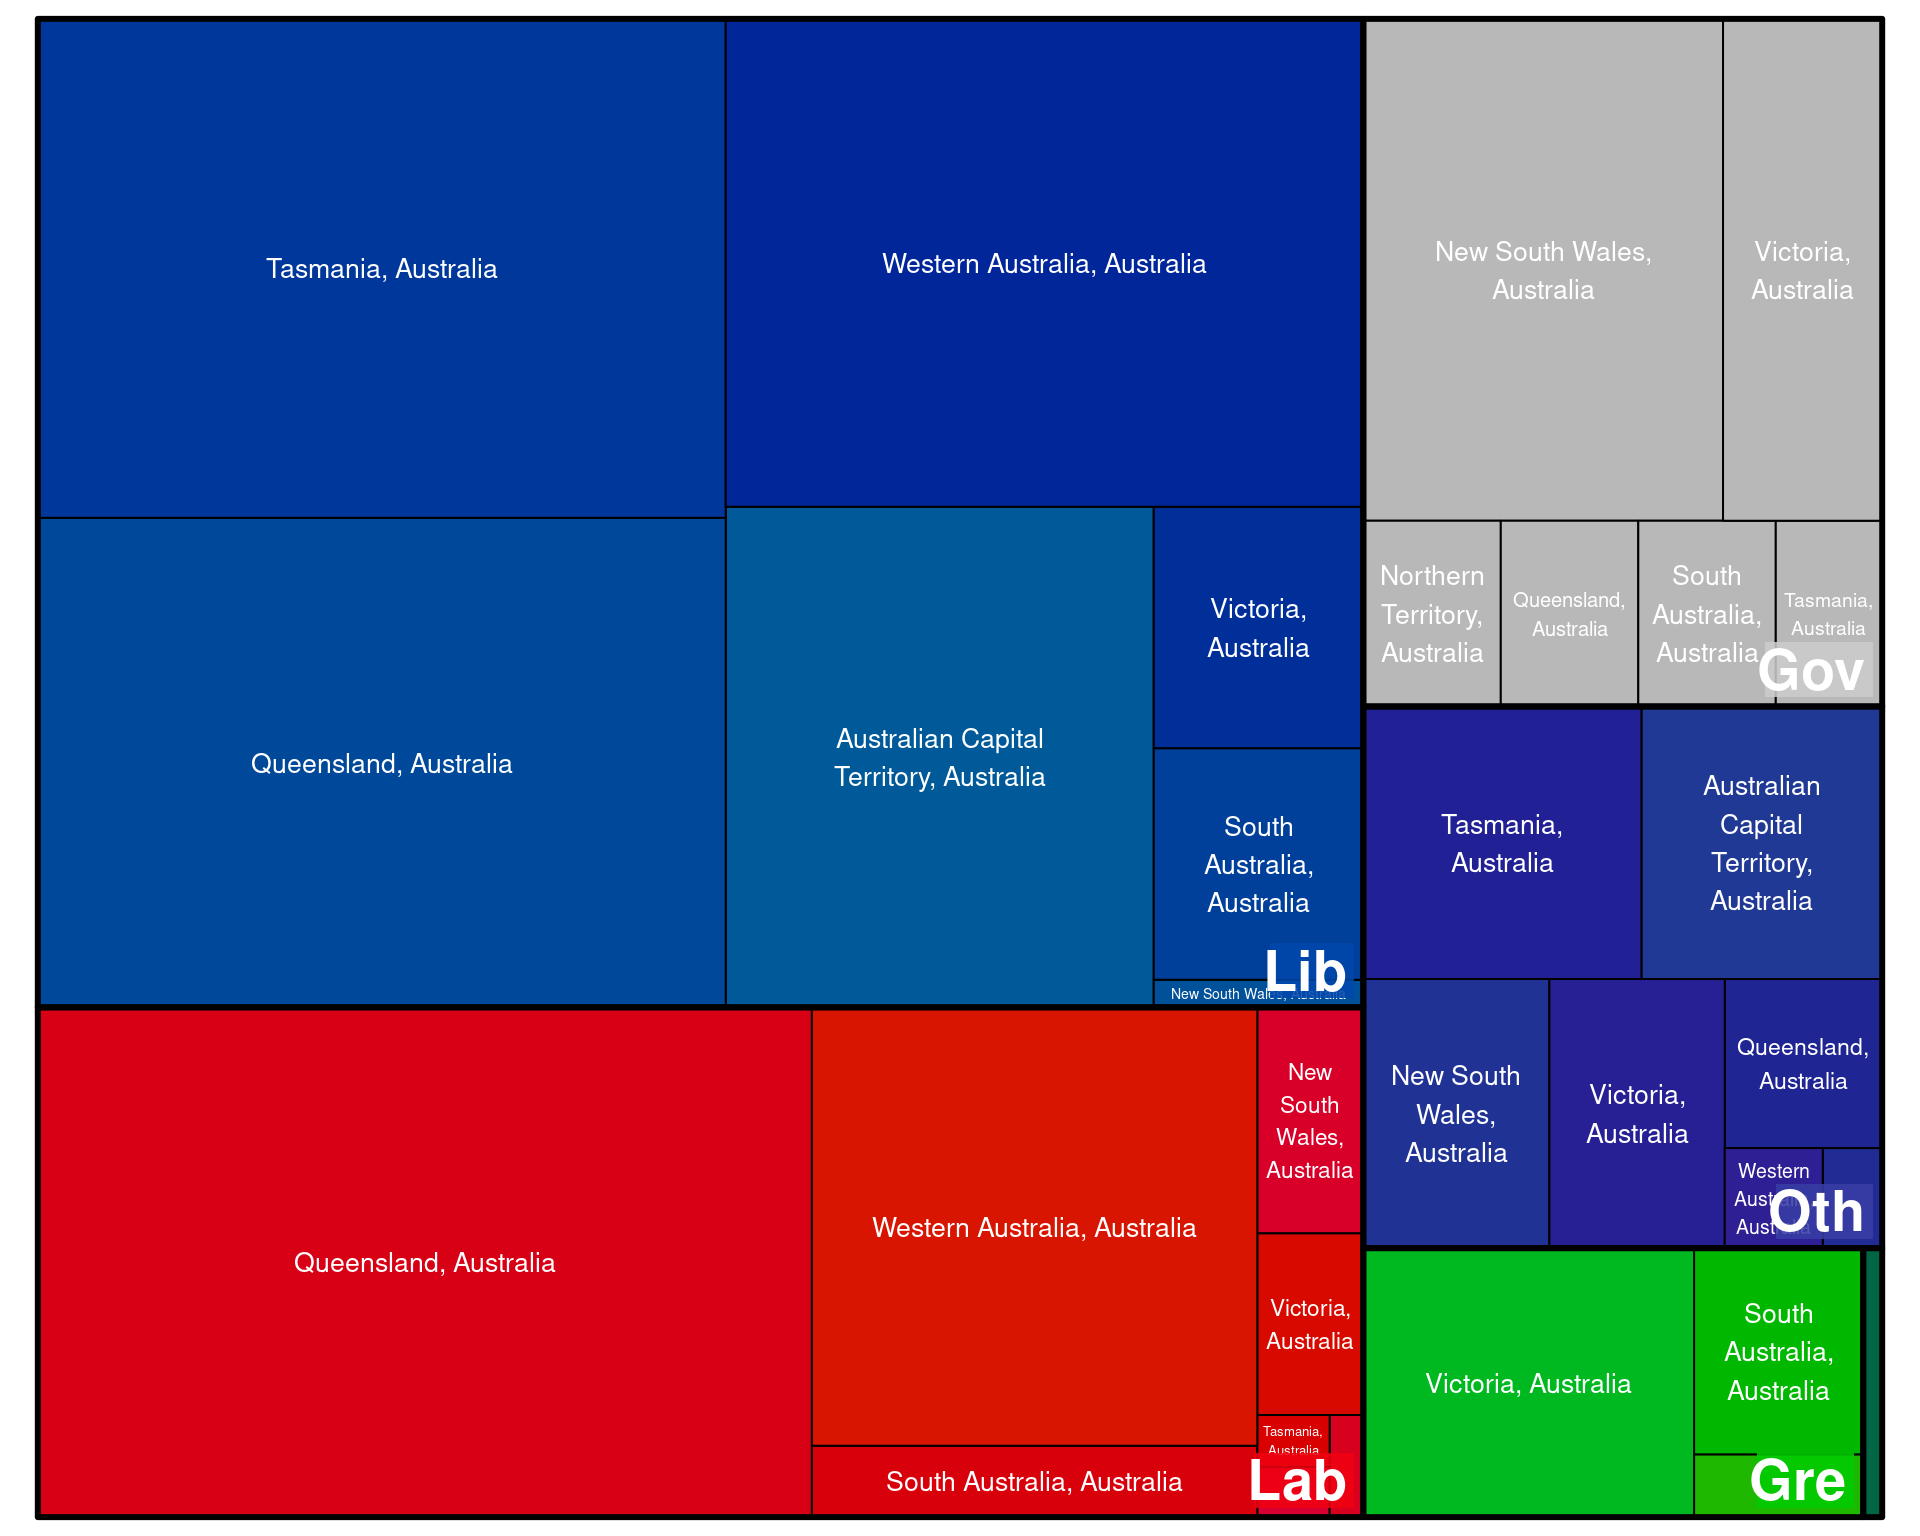 Tasmania, Australia
Western Australia, Australia
Queensland, Australia
Australian Capital
Territory, Australia
Victoria,
Australia
South
Australia,
Australia
New South Wales, Australia
Lib
Queensland, Australia
Western Australia, Australia
South Australia, Australia
New
South
Wales,
Australia
Victoria,
Australia
Tasmania,
Australia
Lab
New South Wales,
Australia
Victoria,
Australia
Northern
Territory,
Australia
Queensland,
Australia
South
Australia,
Australia
Tasmania,
Australia
Gov
Tasmania,
Australia
Australian
Capital
Territory,
Australia
New South
Wales,
Australia
Victoria,
Australia
Queensland,
Australia
Western
Australia,
Australia
Oth
Victoria, Australia
South
Australia,
Australia
Gre